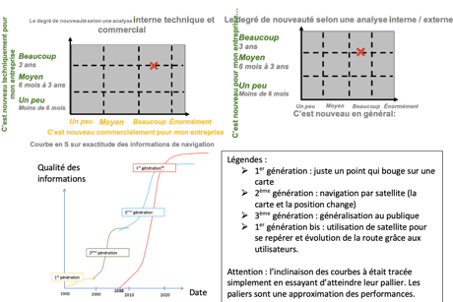 Le degré de nouveauté selon une analyse interne technique et
commercial
C'est nouveau techniquement pour
mon entreprise
Beaucoup
3 ans
Moyen
6 mois à 3 ans
Un peu
Moins de 6 mois
Un peu Moyen Beaucoup Énormément
C'est nouveau commercialement pour mon entreprise
Le degré de nouveauté selon une analyse interne / externe
C'est nouveau pour mon entreprise…
Beaucoup
3 ans
Moyen
6 mois à 3 ans
Un peu
Moins de 6 mois
Un peu Moyen Beaucoup Enormément
C'est nouveau en général:
Courbe en S sur exactitude des informations de navigation
Qualité des
informations
1er génération
2ème génération
3ème génération
1er génération
1900 2000 2010 2020
Date
Légendes :
1er génération : juste un point qui bouge sur une
carte
2ème génération : navigation par satellite (la
carte et la position change)
3ème génération : généralisation au publique
1er génération bis : utilisation de satellite pour
se repérer et évolution de la route grâce aux
utilisateurs.
Attention : l'inclinaison des courbes à était tracée
simplement en essayant d'atteindre leur pallier. Les
paliers sont une approximation des performances.